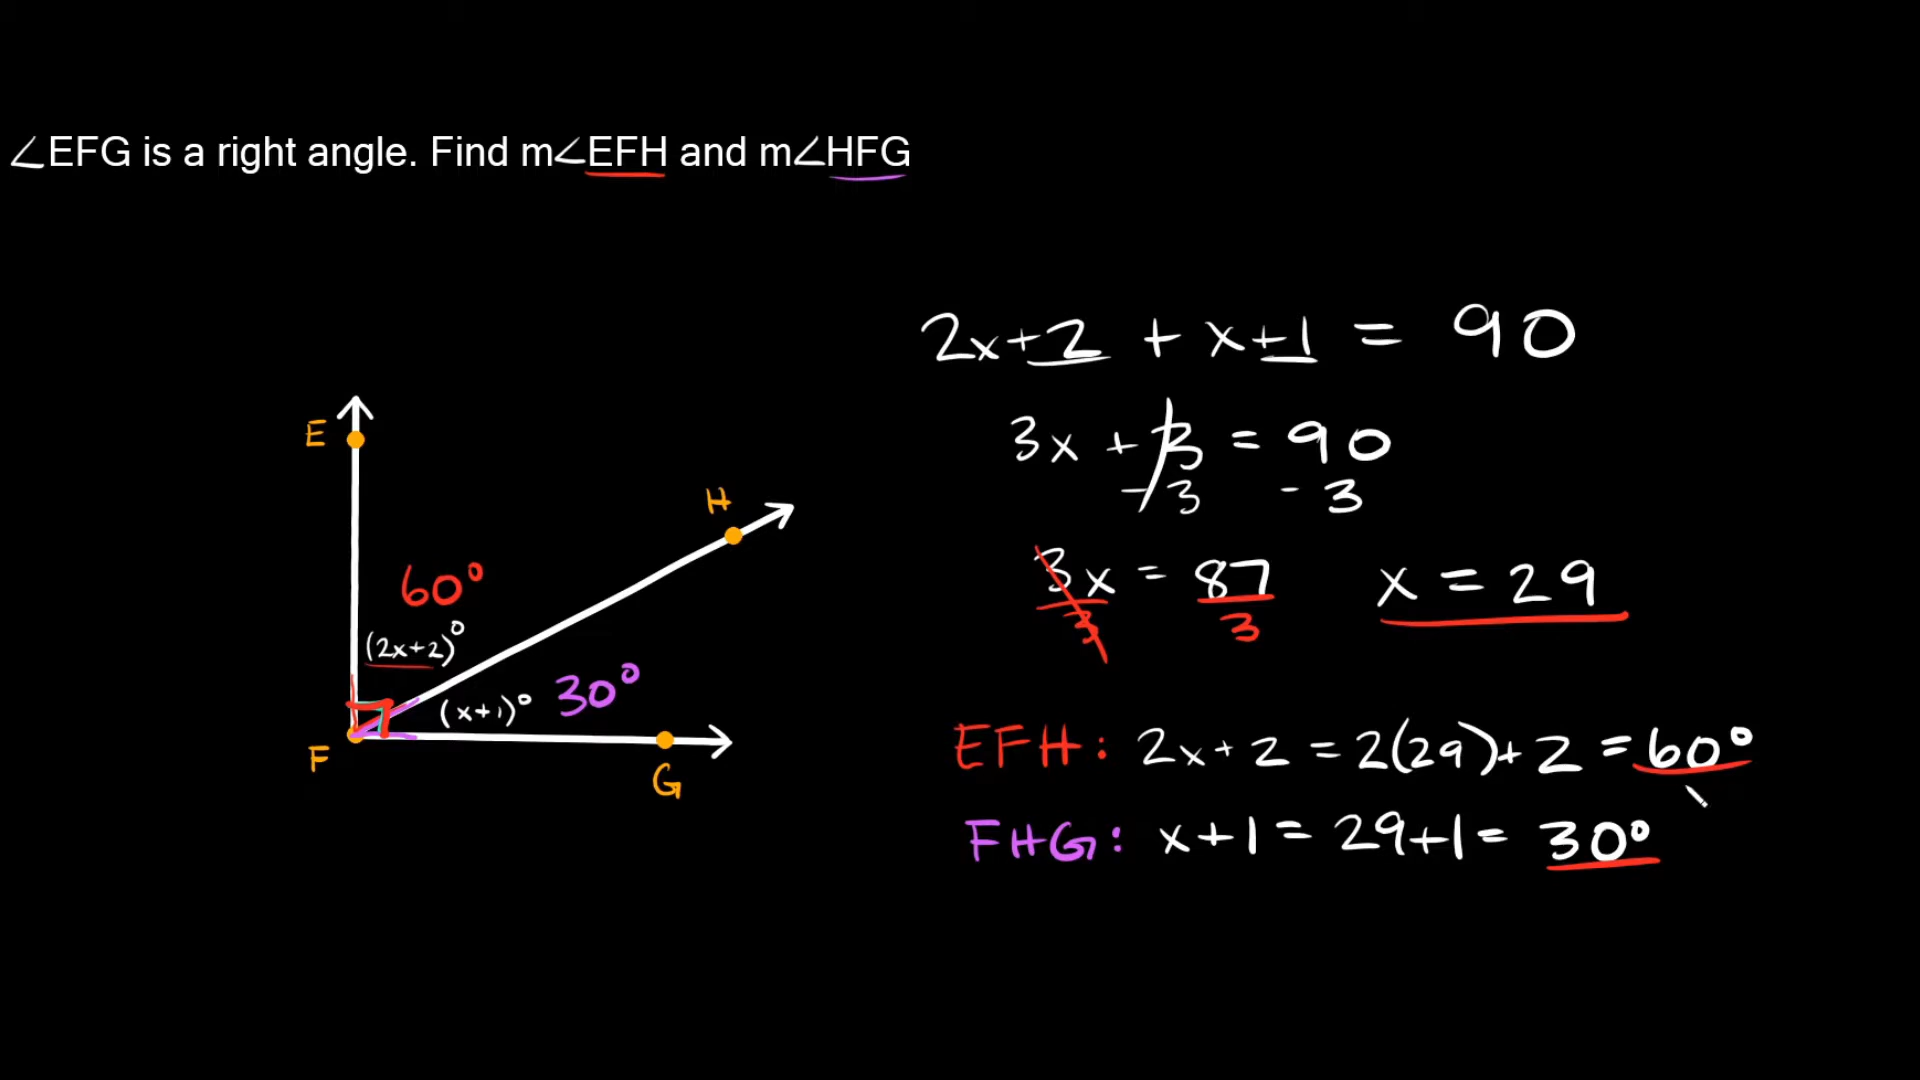 ∠EFG is a right angle. Find m∠EFH and m∠HFG
2x+2 + x+1 = 90
3x + 3 = 90
-3 -3
3x = 87 x = 29
3 3
E
H
60°
(2x+2)°
(x+1)° 30°
F
G
EFH: 2x+2 = 2(29)+2 = 60°
FHG: x+1 = 29+1 = 30°